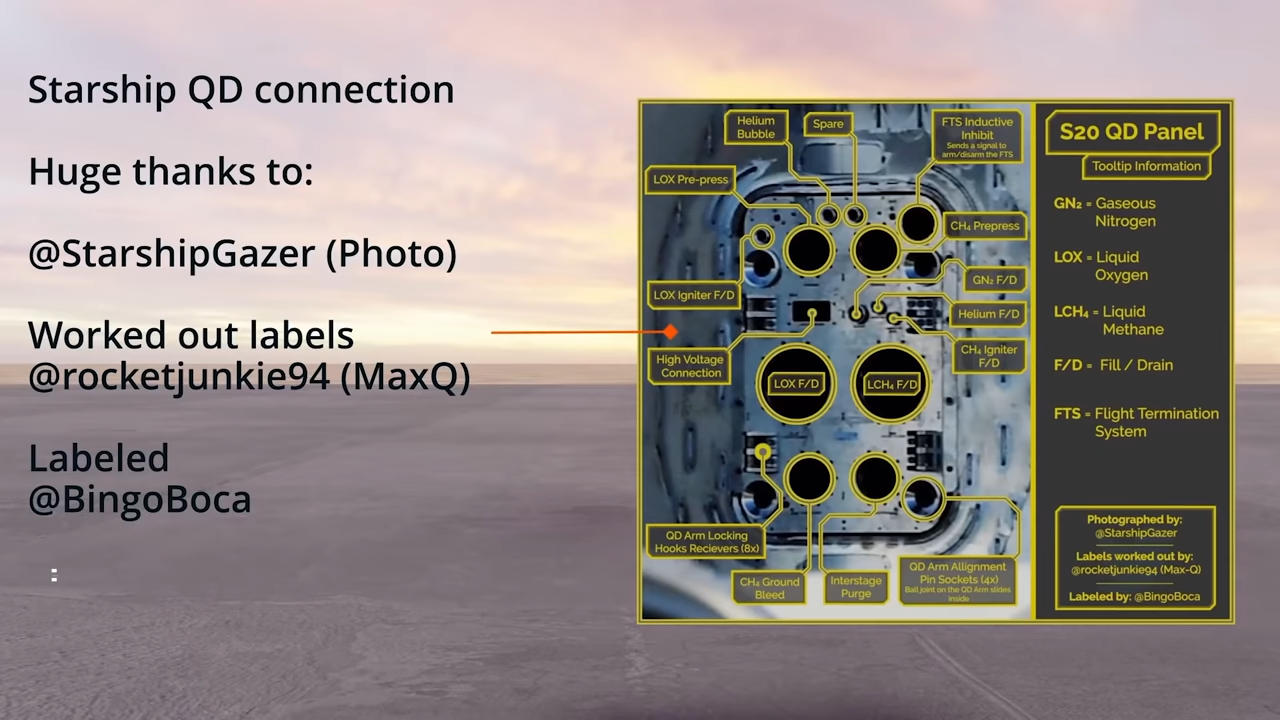 Starship QD connection
Huge thanks to:
@StarshipGazer (Photo)
Worked out labels
@rocketjunkie94 (MaxQ)
Labeled
@BingoBoca
:
Helium
Bubble
Spare
FTS Inductive
Inhibit
Sends a signal to
arm/disarm the FTS
LOX Pre-press
CH₄ Prepress
GN₂ F/D
LOX Igniter F/D
Helium F/D
High Voltage
Connection
CH₄ Igniter
F/D
LOX F/D
LCH₄ F/D
QD Arm Locking
Hooks Recievers (8x)
CH₄ Ground
Bleed
Interstage
Purge
QD Arm Allignment
Pin Sockets (4x)
Ball joint on the QD Arm slides
inside
S20 QD Panel
Tooltip Information
GN₂ = Gaseous
Nitrogen
LOX = Liquid
Oxygen
LCH₄ = Liquid
Methane
F/D = Fill / Drain
FTS = Flight Termination
System
Photographed by:
@StarshipGazer
Labels worked out by:
@rocketjunkie94 (Max-Q)
Labeled by: @BingoBoca